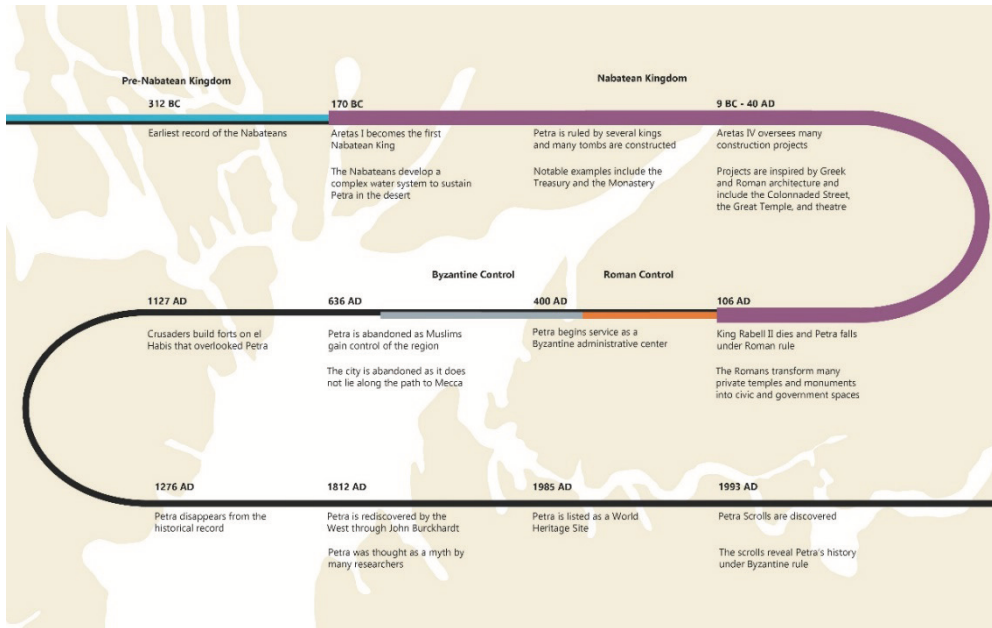 Pre-Nabatean Kingdom
312 BC
Earliest record of the Nabateans
170 BC
Aretas I becomes the first
Nabatean King
The Nabateans develop a
complex water system to sustain
Petra in the desert
Nabatean Kingdom
Petra is ruled by several kings
and many tombs are constructed
Notable examples include the
Treasury and the Monastery
9 BC - 40 AD
Aretas IV oversees many
construction projects
Projects are inspired by Greek
and Roman architecture and
include the Colonnaded Street,
the Great Temple, and theatre
Roman Control
106 AD
King Rabell II dies and Petra falls
under Roman rule
The Romans transform many
private temples and monuments
into civic and government spaces
Byzantine Control
400 AD
Petra begins service as a
Byzantine administrative center
636 AD
Petra is abandoned as Muslims
gain control of the region
The city is abandoned as it does
not lie along the path to Mecca
1127 AD
Crusaders build forts on el
Habis that overlooked Petra
1276 AD
Petra disappears from the
historical record
1812 AD
Petra is rediscovered by the
West through John Burckhardt
Petra was thought as a myth by
many researchers
1985 AD
Petra is listed as a World
Heritage Site
1993 AD
Petra Scrolls are discovered
The scrolls reveal Petra's history
under Byzantine rule